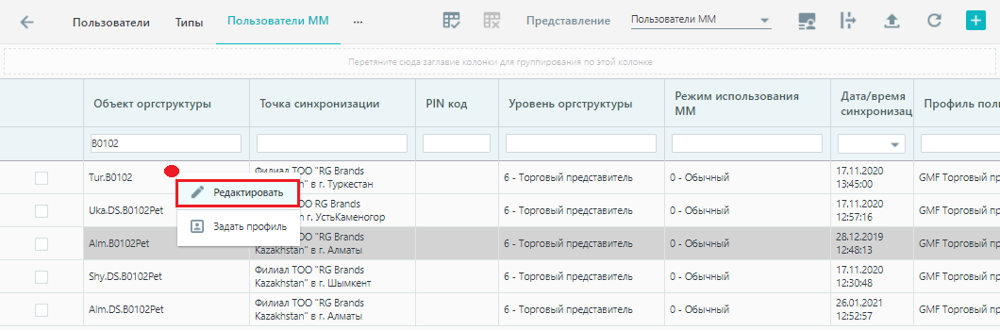 Пользователи Типы Пользователи ММ ··· Представление Пользователи ММ
Перетяните сюда заглавие колонки для группирования по этой колонке
Объект оргструктуры Точка синхронизации PIN код Уровень оргструктуры Режим использования
ММ Дата/время
синхронизац Профиль пол
B0102
Tur.B0102 Филиал ТОО "RG Brands
Kazakhstan" в г. Туркестан 6 - Торговый представитель 0 - Обычный 17.11.2020
13:45:00 GMF Торговый пр
Редактировать
Задать профиль
Uka.DS.B0102Pet ТОО RG Brands
г. УстьКаменогор 6 - Торговый представитель 0 - Обычный 17.11.2020
12:57:16 GMF Торговый пр
Alm.B0102Pet ТОО "RG Brands
Kazakhstan" в г. Алматы 6 - Торговый представитель 0 - Обычный 28.12.2019
12:48:13 GMF Торговый пр
Shy.DS.B0102Pet Филиал ТОО "RG Brands
Kazakhstan" в г. Шымкент 6 - Торговый представитель 0 - Обычный 17.11.2020
12:30:48 GMF Торговый пр
Alm.DS.B0102Pet Филиал ТОО "RG Brands
Kazakhstan" в г. Алматы 6 - Торговый представитель 0 - Обычный 26.01.2021
12:52:57 GMF Торговый пр